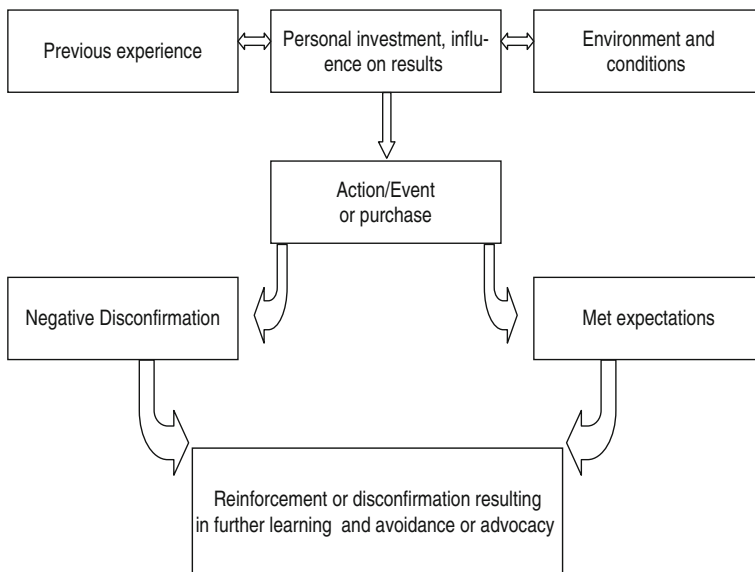 Previous experience
Personal investment, influ-
ence on results
Environment and
conditions
Action/Event
or purchase
Negative Disconfirmation
Met expectations
Reinforcement or disconfirmation resulting
in further learning and avoidance or advocacy